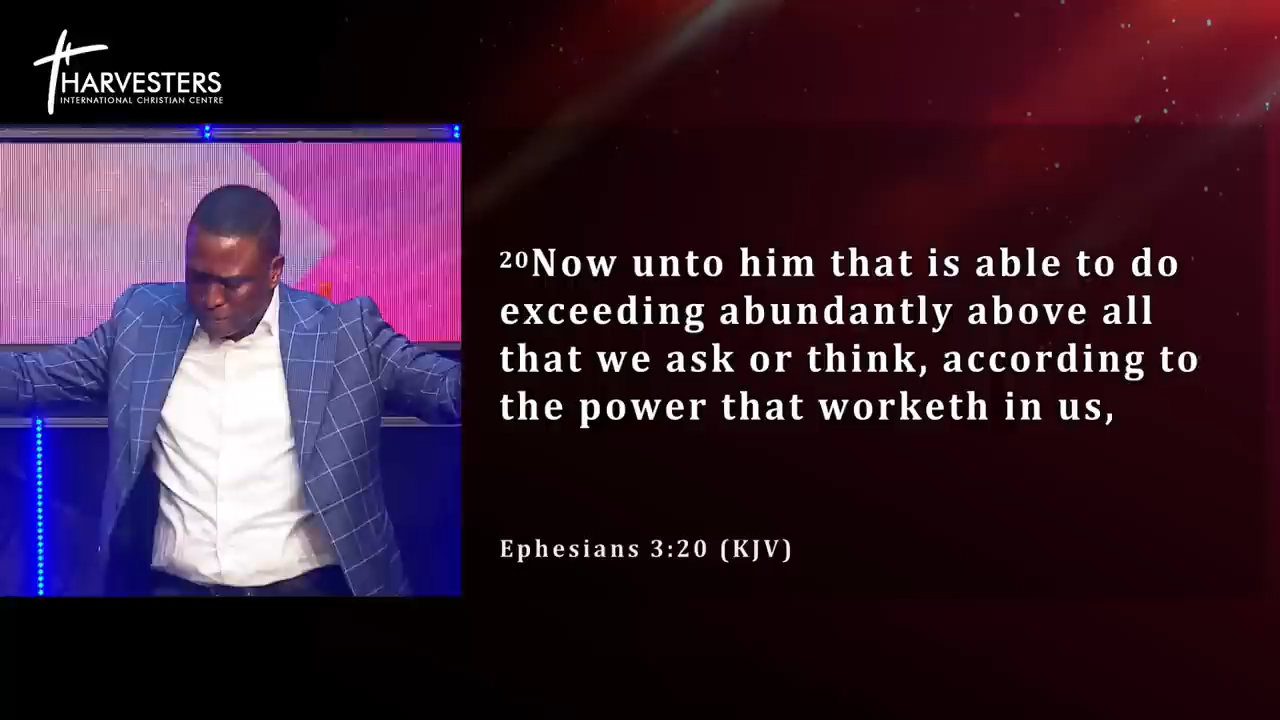 HARVESTERS
INTERNATIONAL CHRISTIAN CENTRE
20Now unto him that is able to do
exceeding abundantly above all
that we ask or think, according to
the power that worketh in us,
Ephesians 3:20 (KJV)